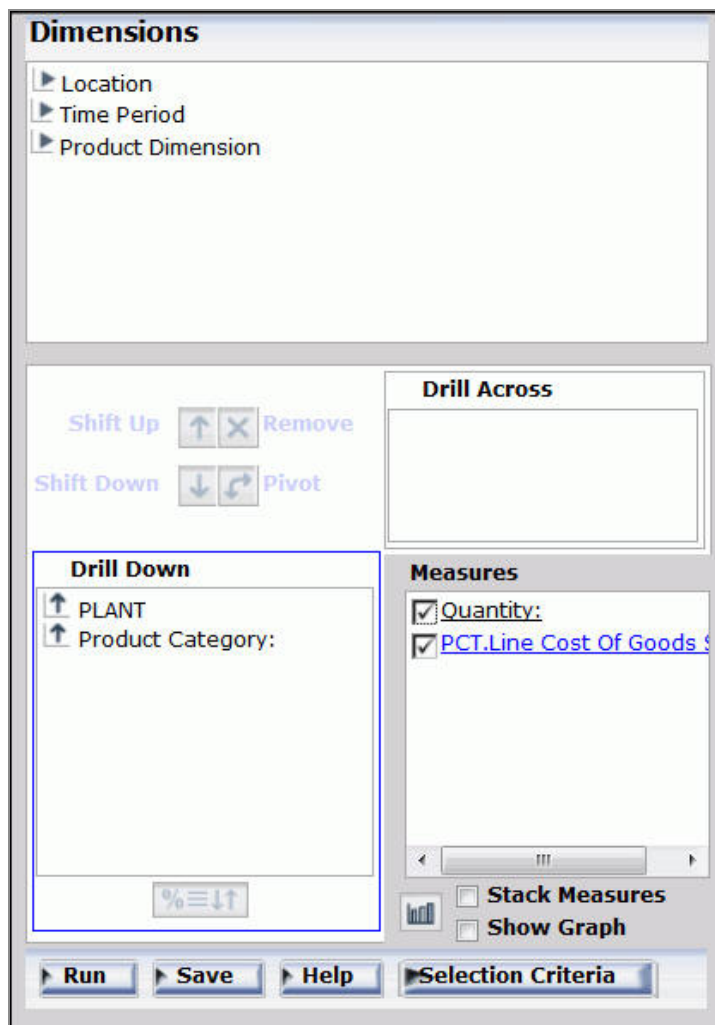 Dimensions
Location
Time Period
Product Dimension
Shift Up
Remove
Shift Down
Pivot
Drill Across
Drill Down
PLANT
Product Category:
Measures
Quantity:
PCT.Line Cost Of Goods
%
Stack Measures
Show Graph
Run
Save
Help
Selection Criteria